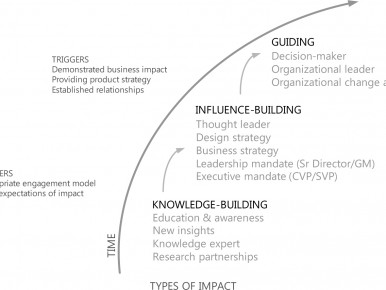 GUIDING
Decision-maker
Organizational leader
Organizational change
TRIGGERS
Demonstrated business impact
Providing product strategy
Established relationships
INFLUENCE-BUILDING
Thought leader
Design strategy
Business strategy
Leadership mandate (Sr Director/GM)
Executive mandate (CVP/SVP)
engagement model
expectations of impact
KNOWLEDGE-BUILDING
Education & awareness
New insights
Knowledge expert
Research partnerships
TIME
TYPES OF IMPACT